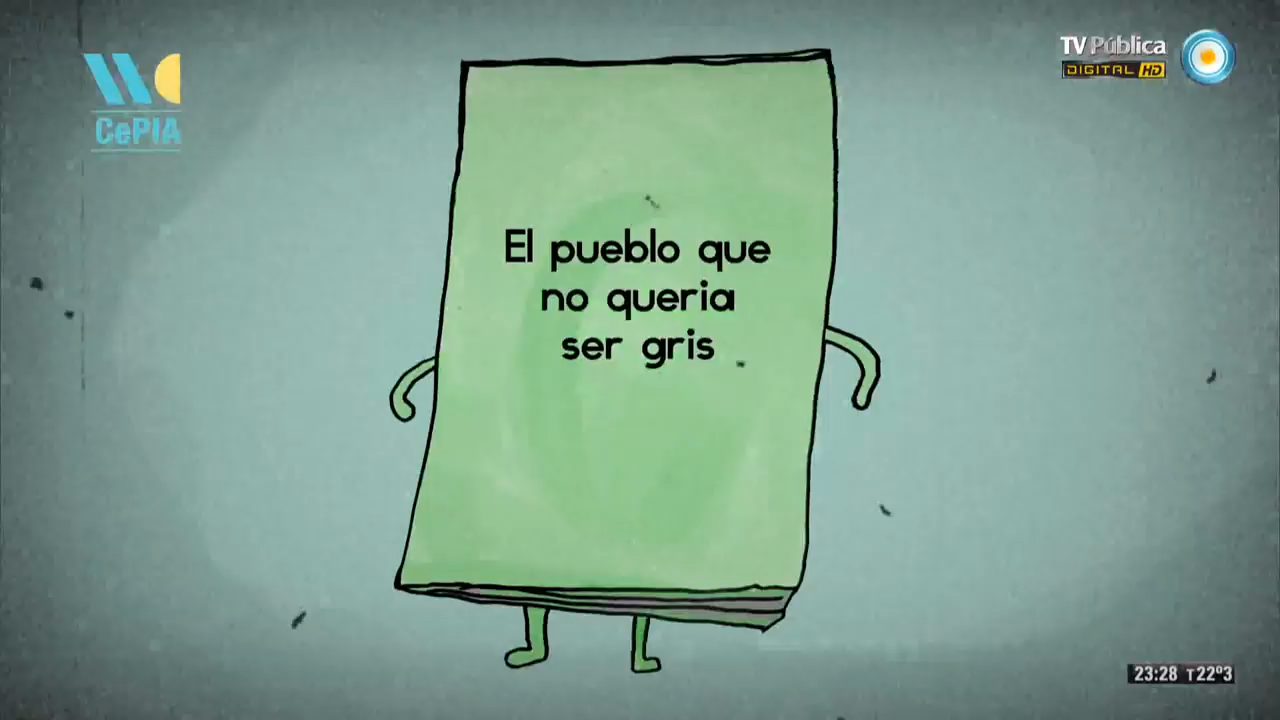 CePIA
TV Pública
DIGITAL HD
El pueblo que
no queria
ser gris
23:28 T22º3